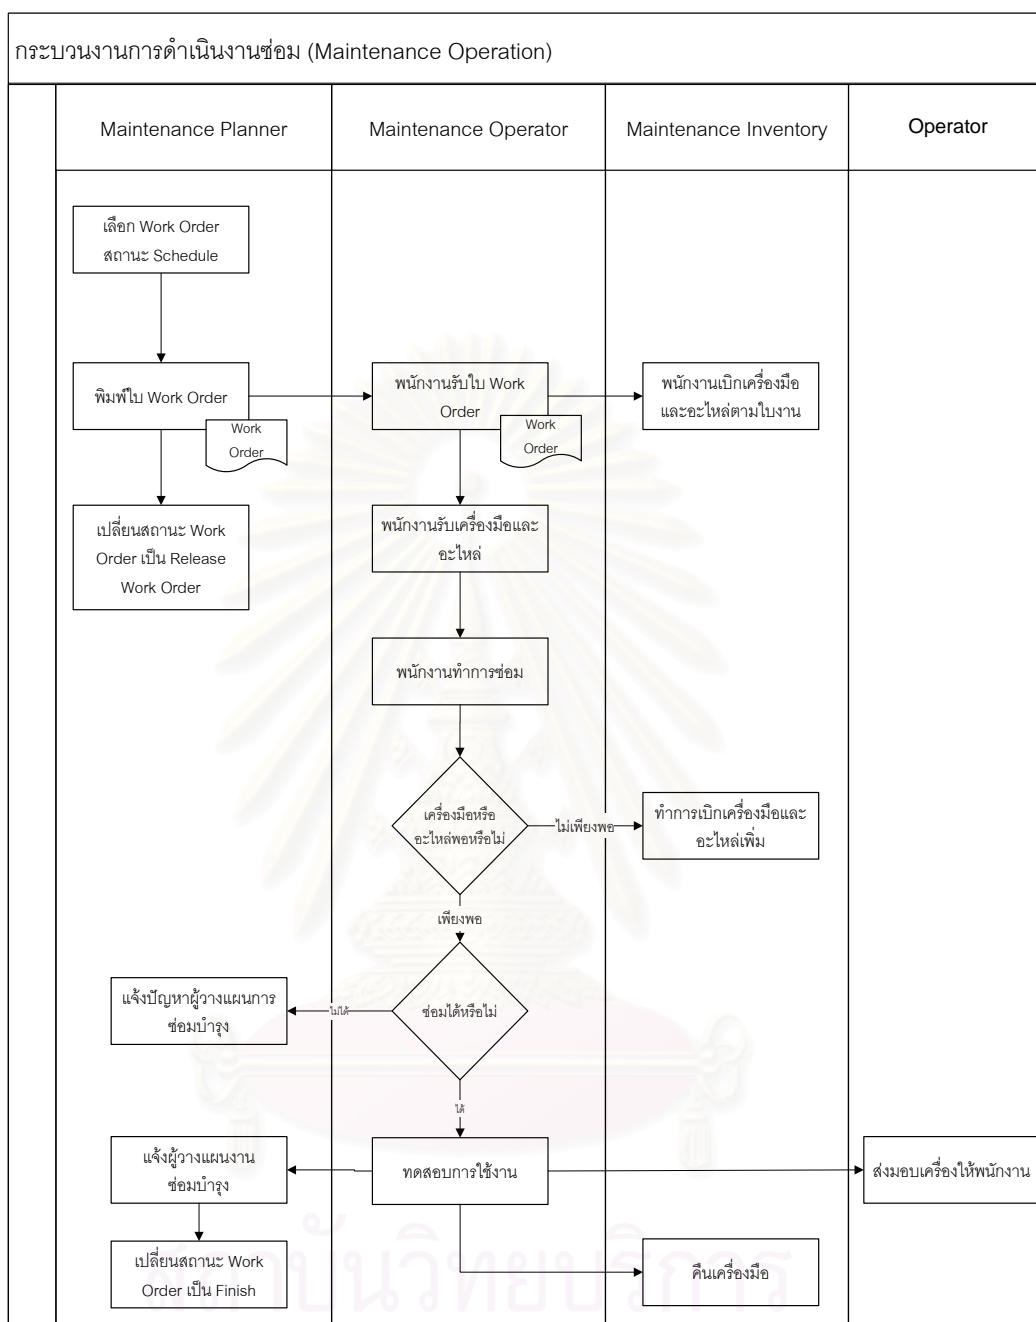 กระบวนงานการดำเนินงานซ่อม (Maintenance Operation)
Maintenance Planner
Maintenance Operator
Maintenance Inventory
Operator
เลือก Work Order
สถานะ Schedule
พิมพ์ใบ Work Order
Work
Order
พนักงานรับใบ Work
Order
Work
Order
พนักงานเบิกเครื่องมือ
และอะไหล่ตามใบงาน
เปลี่ยนสถานะ Work
Order เป็น Release
Work Order
พนักงานรับเครื่องมือและ
อะไหล่
พนักงานทำการซ่อม
เครื่องมือหรือ
อะไหล่พอหรือไม่
ไม่เพียงพอ
ทำการเบิกเครื่องมือและ
อะไหล่เพิ่ม
เพียงพอ
ซ่อมได้หรือไม่
ไม่ได้
แจ้งปัญหาผู้วางแผนการ
ซ่อมบำรุง
ได้
ทดสอบการใช้งาน
แจ้งผู้วางแผนงาน
ซ่อมบำรุง
ส่งมอบเครื่องให้พนักงาน
เปลี่ยนสถานะ Work
Order เป็น Finish
คืนเครื่องมือ
สถาบันวิทยบริการ